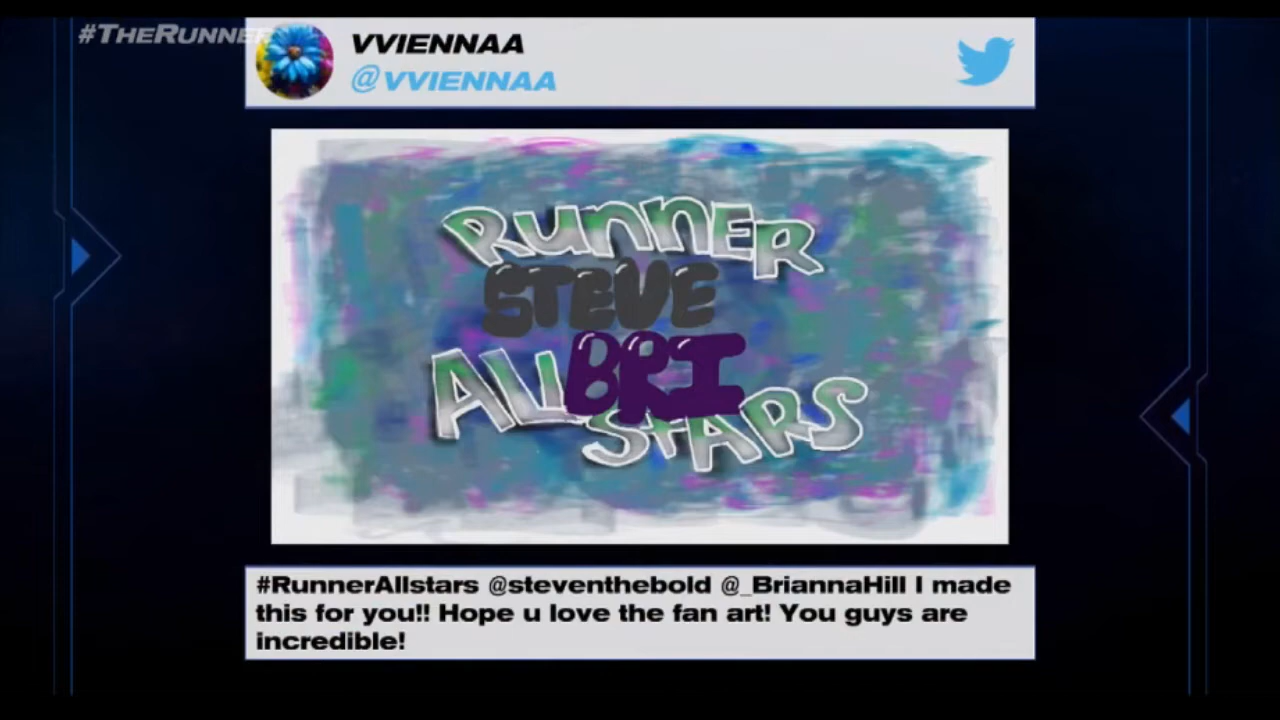 #TheRunner
VVIENNAA
@VVIENNAA
RUNNER
STEVE
BRI
ALL
STARS
#RunnerAllstars @steventhebold @_BriannaHill I made
this for you!! Hope u love the fan art! You guys are
incredible!